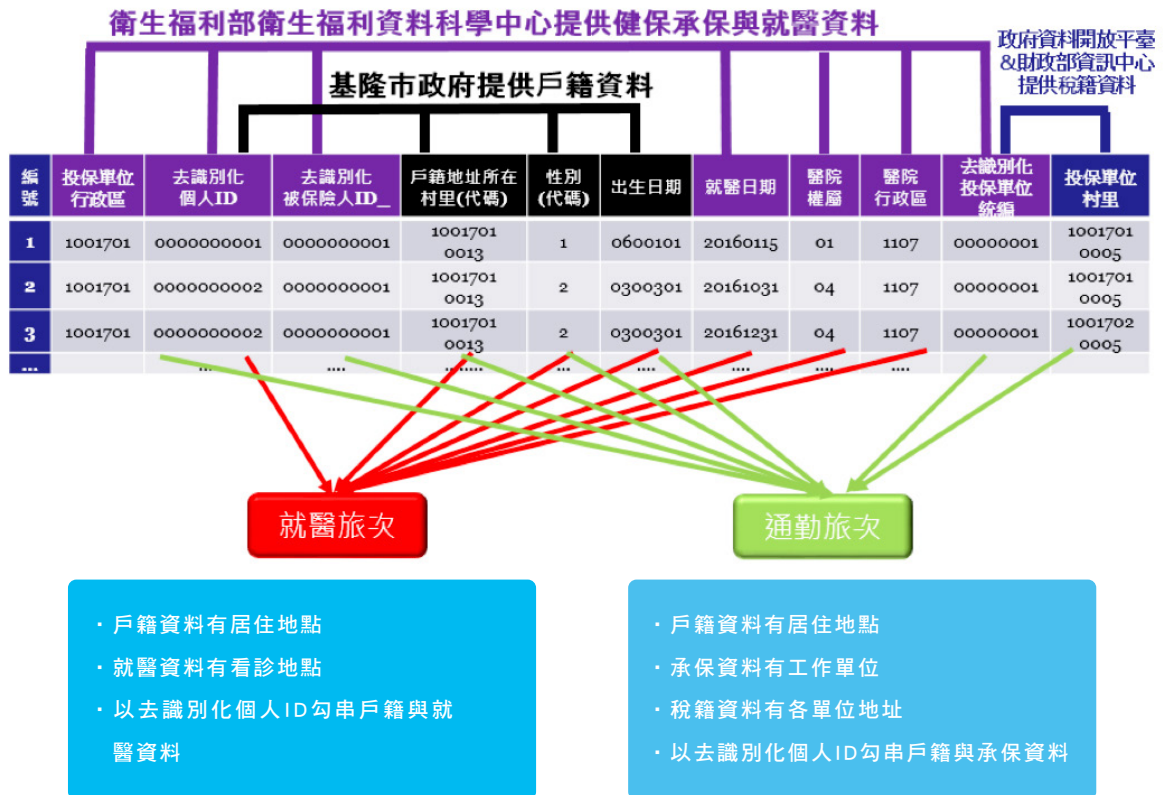 衛生福利部衛生福利資料科學中心提供健保承保與就醫資料
政府資料開放平臺
&財政部資訊中心
提供稅籍資料
基隆市政府提供戶籍資料
編號 投保單位行政區 去識別化個人ID 去識別化被保險人ID_ 戶籍地址所在村里(代碼) 性別(代碼) 出生日期 就醫日期 醫院權屬 醫院行政區 去識別化投保單位統編 投保單位村里
1 1001701 0000000001 0000000001 1001701 0013 1 0600101 20160115 01 1107 00000001 1001701 0005
2 1001701 0000000002 0000000001 1001701 0013 2 0300301 20161031 04 1107 00000001 1001701 0005
3 1001701 0000000002 0000000001 1001701 0013 2 0300301 20161231 04 1107 00000001 1001702 0005
... ... .... ........ ... .... .... .... ....
就醫旅次
通勤旅次
・戶籍資料有居住地點
・就醫資料有看診地點
・以去識別化個人ID勾串戶籍與就
醫資料
・戶籍資料有居住地點
・承保資料有工作單位
・稅籍資料有各單位地址
・以去識別化個人ID勾串戶籍與承保資料